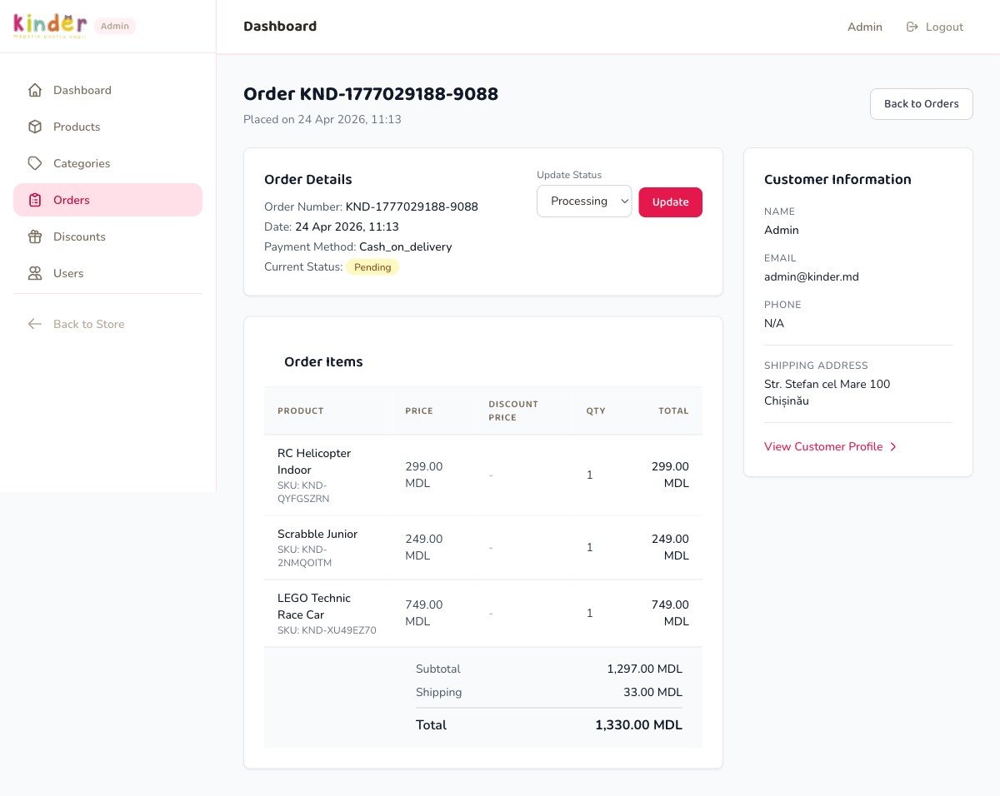 kinder
magazin pentru copii
Admin
Dashboard
Admin
Logout
Dashboard
Products
Categories
Orders
Discounts
Users
Back to Store
Order KND-1777029188-9088
Placed on 24 Apr 2026, 11:13
Back to Orders
Order Details
Order Number: KND-1777029188-9088
Date: 24 Apr 2026, 11:13
Payment Method: Cash_on_delivery
Current Status: Pending
Update Status
Processing
Update
Order Items
PRODUCT PRICE DISCOUNT PRICE QTY TOTAL
RC Helicopter
Indoor
SKU: KND-
QYFGSZRN
299.00
MDL
-
1
299.00
MDL
Scrabble Junior
SKU: KND-
2NMQOITM
249.00
MDL
-
1
249.00
MDL
LEGO Technic
Race Car
SKU: KND-XU49EZ70
749.00
MDL
-
1
749.00
MDL
Subtotal 1,297.00 MDL
Shipping 33.00 MDL
Total 1,330.00 MDL
Customer Information
NAME
Admin
EMAIL
admin@kinder.md
PHONE
N/A
SHIPPING ADDRESS
Str. Stefan cel Mare 100
Chișinău
View Customer Profile